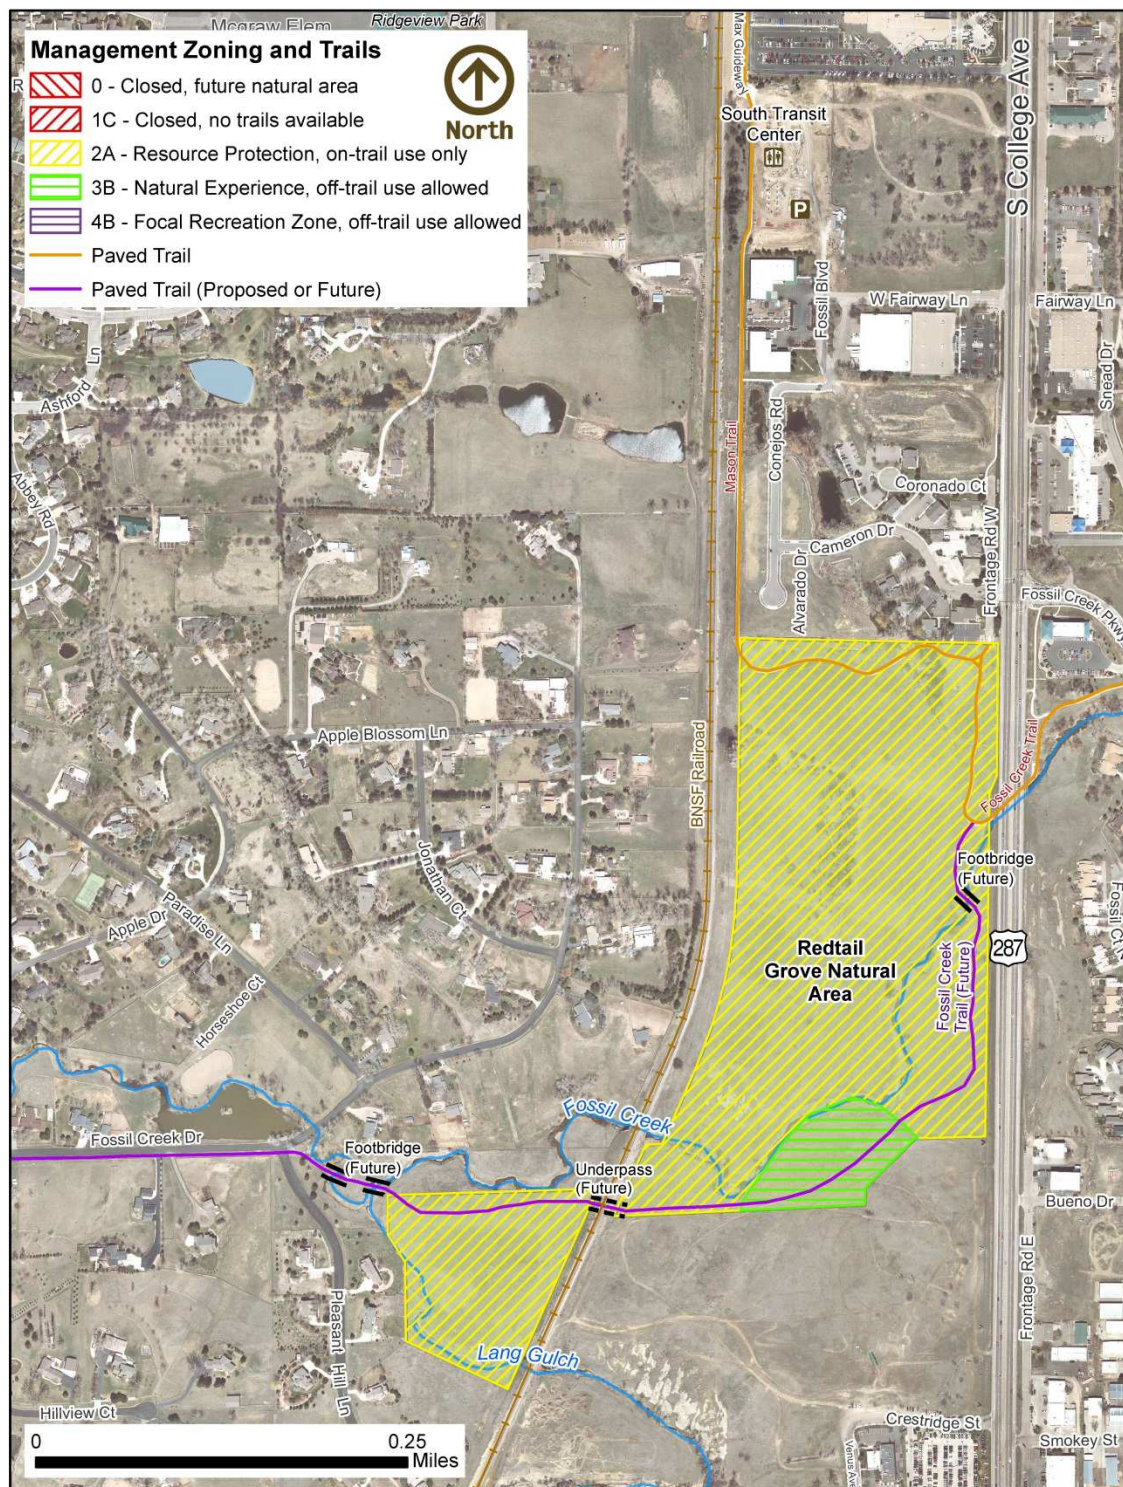 Mcgraw Elem
Ridgeview Park
Management Zoning and Trails
0 - Closed, future natural area
1C - Closed, no trails available
2A - Resource Protection, on-trail use only
3B - Natural Experience, off-trail use allowed
4B - Focal Recreation Zone, off-trail use allowed
Paved Trail
Paved Trail (Proposed or Future)
North
R
Max Guideway
South Transit
Center
P
S College Ave
W Fairway Ln
Fairway Ln
Fossil Blvd
Snead Dr
Ashford Ln
Abbey Rd
Mason Trail
Conejos Rd
Coronado Ct
Cameron Dr
Alvarado Dr
Frontage Rd W
Fossil Creek Pkwy
Apple Blossom Ln
BNSF Railroad
Fossil Creek Trail
Jonathan Ct
Footbridge
(Future)
Apple Dr
Paradise Ln
Horseshoe Ct
Redtail
Grove Natural
Area
287
Fossil Creek
Trail (Future)
Fossil Ct N
Fossil Creek
Fossil Creek Dr
Footbridge
(Future)
Underpass
(Future)
Bueno Dr
Frontage Rd E
Pleasant Hill Ln
Lang Gulch
Hillview Ct
Crestridge St
Smokey St
Venus Ave
0 0.25
Miles